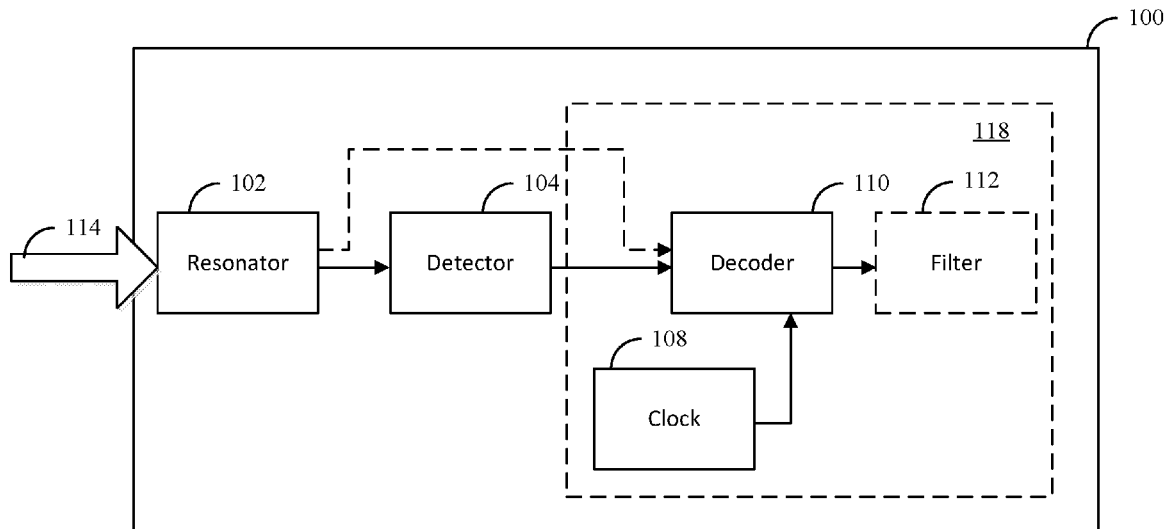 100
118
102
104
110
112
114
Resonator
Detector
Decoder
Filter
108
Clock